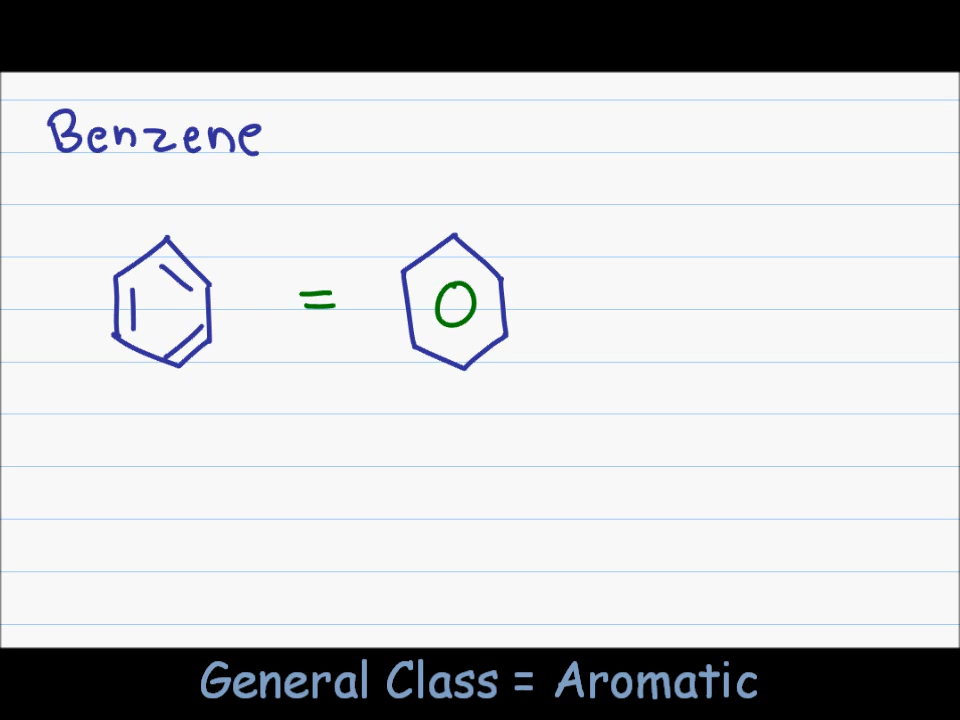 Benzene
=
General Class = Aromatic